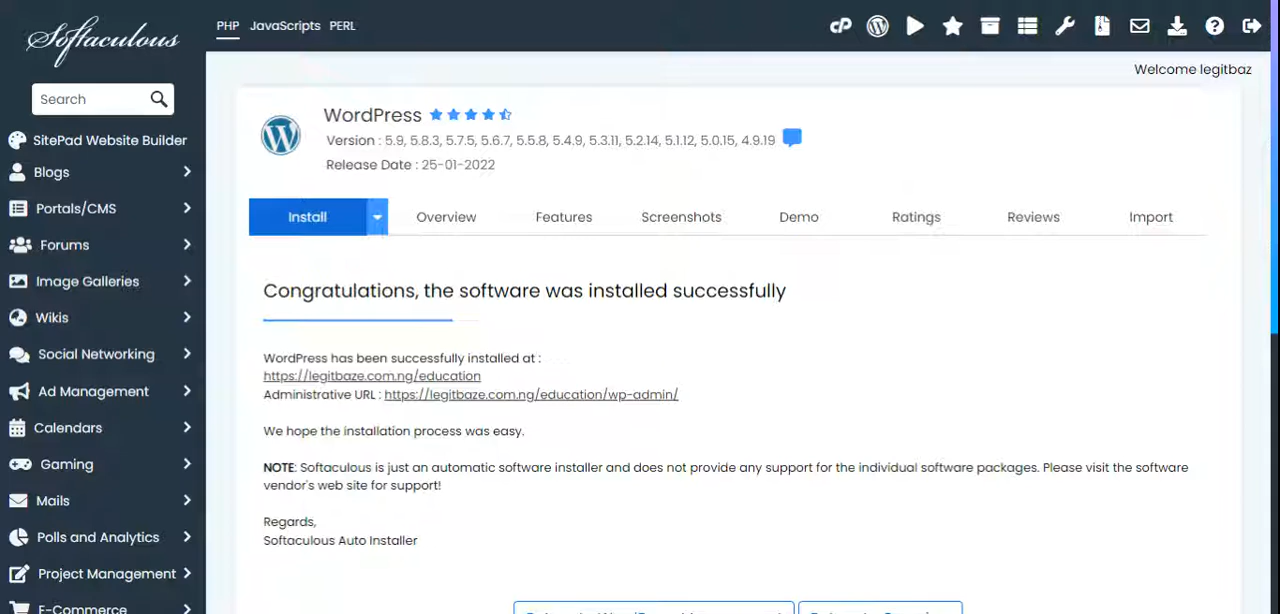 Softaculous
PHP JavaScripts PERL
cP
Welcome legitbaz
Search
SitePad Website Builder
Blogs
Portals/CMS
Forums
Image Galleries
Wikis
Social Networking
Ad Management
Calendars
Gaming
Mails
Polls and Analytics
Project Management
E-Commerce
WordPress
Version : 5.9, 5.8.3, 5.7.5, 5.6.7, 5.5.8, 5.4.9, 5.3.11, 5.2.14, 5.1.12, 5.0.15, 4.9.19
Release Date : 25-01-2022
Install Overview Features Screenshots Demo Ratings Reviews Import
Congratulations, the software was installed successfully
WordPress has been successfully installed at :
https://legitbaze.com.ng/education
Administrative URL : https://legitbaze.com.ng/education/wp-admin/
We hope the installation process was easy.
NOTE: Softaculous is just an automatic software installer and does not provide any support for the individual software packages. Please visit the software
vendor's web site for support!
Regards,
Softaculous Auto Installer